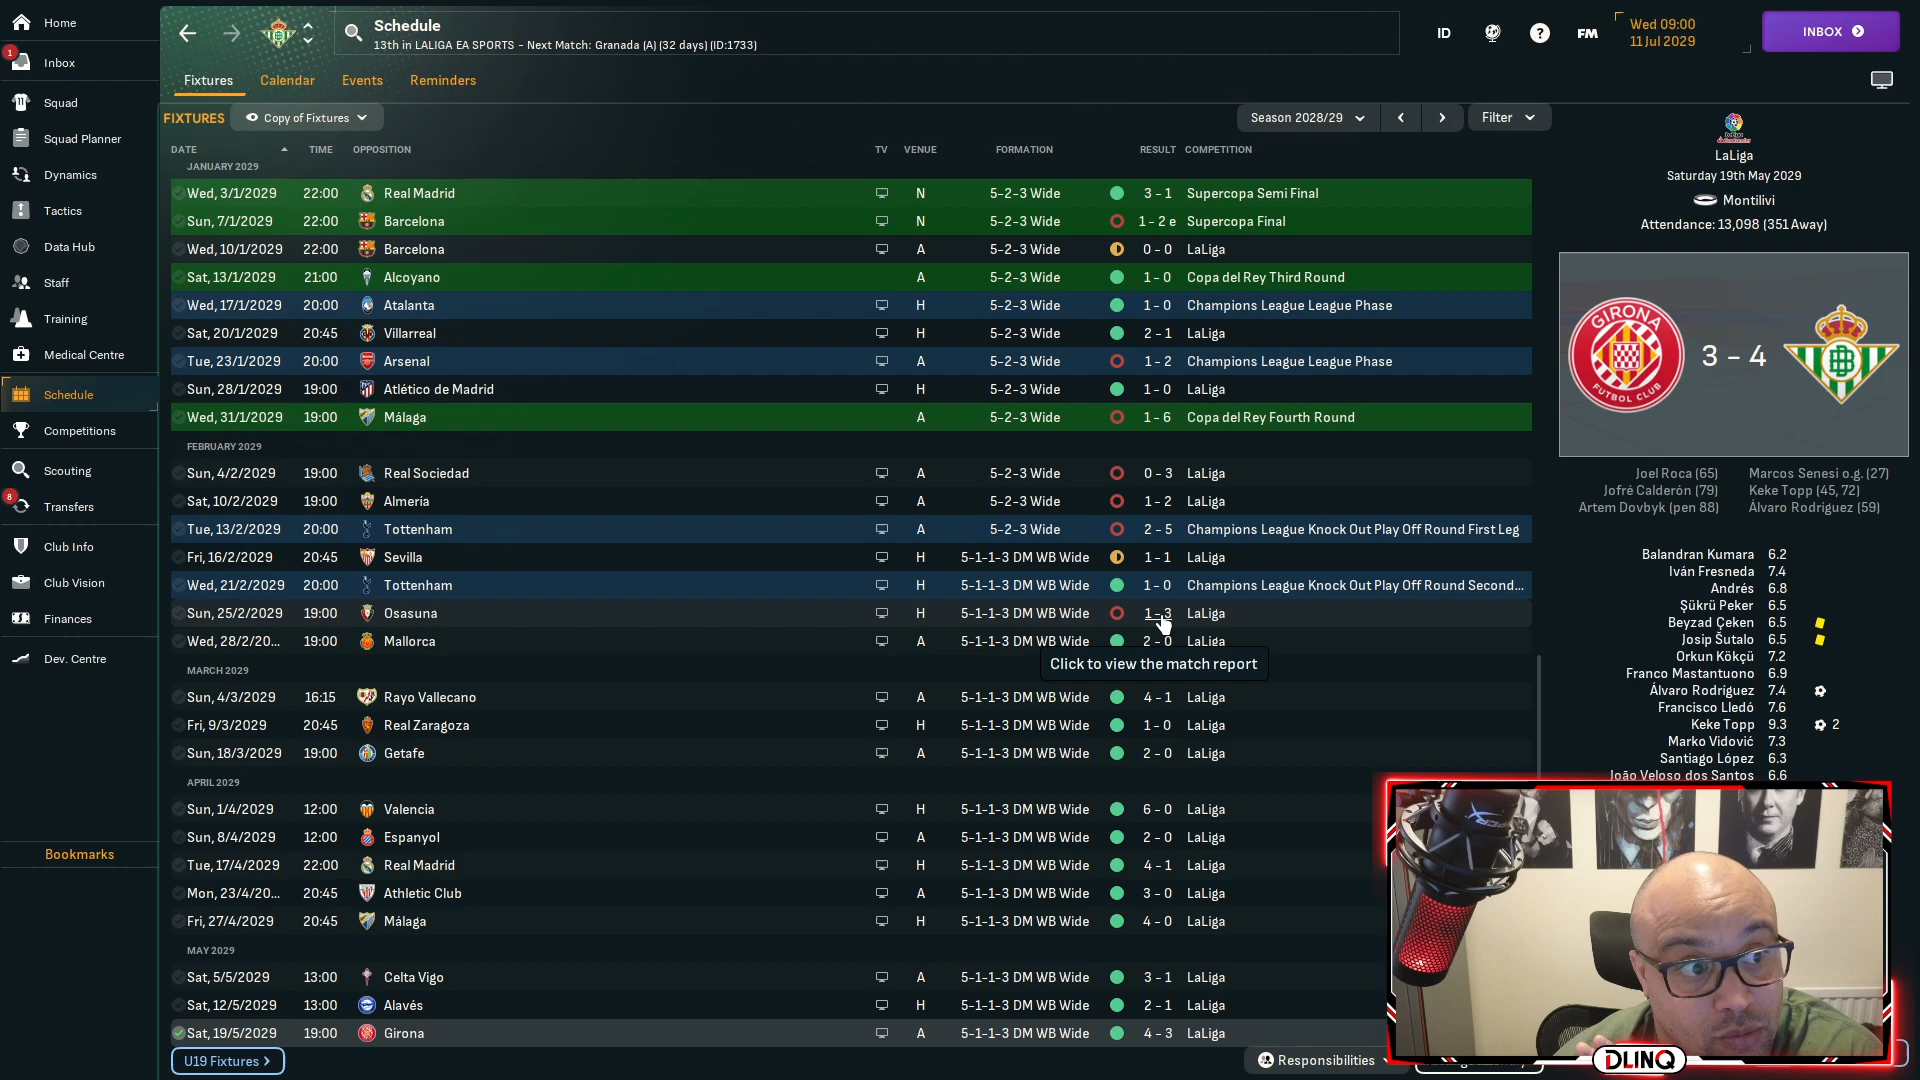 Home
1
Inbox
Squad
Squad Planner
Dynamics
Tactics
Data Hub
Staff
Training
Medical Centre
Schedule
Competitions
Scouting
8
Transfers
Club Info
Club Vision
Finances
Dev. Centre
Bookmarks
Schedule
13th in LALIGA EA SPORTS - Next Match: Granada (A) (32 days) (ID:1733)
ID
?
FM
Wed 09:00
11 Jul 2029
INBOX
Fixtures Calendar Events Reminders
FIXTURES Copy of Fixtures Season 2028/29 Filter
DATE TIME OPPOSITION TV VENUE FORMATION RESULT COMPETITION
JANUARY 2029
Wed, 3/1/2029 22:00 Real Madrid N 5-2-3 Wide 3 - 1 Supercopa Semi Final
Sun, 7/1/2029 22:00 Barcelona N 5-2-3 Wide 1 - 2 e Supercopa Final
Wed, 10/1/2029 22:00 Barcelona A 5-2-3 Wide 0 - 0 LaLiga
Sat, 13/1/2029 21:00 Alcoyano A 5-2-3 Wide 1 - 0 Copa del Rey Third Round
Wed, 17/1/2029 20:00 Atalanta H 5-2-3 Wide 1 - 0 Champions League League Phase
Sat, 20/1/2029 20:45 Villarreal H 5-2-3 Wide 2 - 1 LaLiga
Tue, 23/1/2029 20:00 Arsenal A 5-2-3 Wide 1 - 2 Champions League League Phase
Sun, 28/1/2029 19:00 Atlético de Madrid H 5-2-3 Wide 1 - 0 LaLiga
Wed, 31/1/2029 19:00 Málaga A 5-2-3 Wide 1 - 6 Copa del Rey Fourth Round
FEBRUARY 2029
Sun, 4/2/2029 19:00 Real Sociedad A 5-2-3 Wide 0 - 3 LaLiga
Sat, 10/2/2029 19:00 Almería A 5-2-3 Wide 1 - 2 LaLiga
Tue, 13/2/2029 20:00 Tottenham A 5-2-3 Wide 2 - 5 Champions League Knock Out Play Off Round First Leg
Fri, 16/2/2029 20:45 Sevilla H 5-1-1-3 DM WB Wide 1 - 1 LaLiga
Wed, 21/2/2029 20:00 Tottenham H 5-1-1-3 DM WB Wide 1 - 0 Champions League Knock Out Play Off Round Second...
Sun, 25/2/2029 19:00 Osasuna H 5-1-1-3 DM WB Wide 1 - 3 LaLiga
Wed, 28/2/20... 19:00 Mallorca A 5-1-1-3 DM WB Wide 2 - 0 LaLiga
Click to view the match report
MARCH 2029
Sun, 4/3/2029 16:15 Rayo Vallecano A 5-1-1-3 DM WB Wide 4 - 1 LaLiga
Fri, 9/3/2029 20:45 Real Zaragoza H 5-1-1-3 DM WB Wide 1 - 0 LaLiga
Sun, 18/3/2029 19:00 Getafe A 5-1-1-3 DM WB Wide 2 - 0 LaLiga
APRIL 2029
Sun, 1/4/2029 12:00 Valencia H 5-1-1-3 DM WB Wide 6 - 0 LaLiga
Sun, 8/4/2029 12:00 Espanyol A 5-1-1-3 DM WB Wide 2 - 0 LaLiga
Tue, 17/4/2029 22:00 Real Madrid H 5-1-1-3 DM WB Wide 4 - 1 LaLiga
Mon, 23/4/20... 20:45 Athletic Club A 5-1-1-3 DM WB Wide 3 - 0 LaLiga
Fri, 27/4/2029 20:45 Málaga H 5-1-1-3 DM WB Wide 4 - 0 LaLiga
MAY 2029
Sat, 5/5/2029 13:00 Celta Vigo A 5-1-1-3 DM WB Wide 3 - 1 LaLiga
Sat, 12/5/2029 13:00 Alavés H 5-1-1-3 DM WB Wide 2 - 1 LaLiga
Sat, 19/5/2029 19:00 Girona A 5-1-1-3 DM WB Wide 4 - 3 LaLiga
U19 Fixtures
Responsibilities
LaLiga
Saturday 19th May 2029
Montilivi
Attendance: 13,098 (351 Away)
GIRONA
FUTBOL CLUB
3 - 4
Joel Roca (65) Marcos Senesi o.g. (27)
Jofré Calderón (79) Keke Topp (45, 72)
Artem Dovbyk (pen 88) Álvaro Rodríguez (59)
Balandran Kumara 6.2
Iván Fresneda 7.4
Andrés 6.8
Şükrü Peker 6.5
Beyzad Çeken 6.5
Josip Šutalo 6.5
Orkun Kökçü 7.2
Franco Mastantuono 6.9
Álvaro Rodríguez 7.4
Francisco Lledó 7.6
Keke Topp 9.3 2
Marko Vidović 7.3
Santiago López 6.3
João Veloso dos Santos 6.6
DLINQ